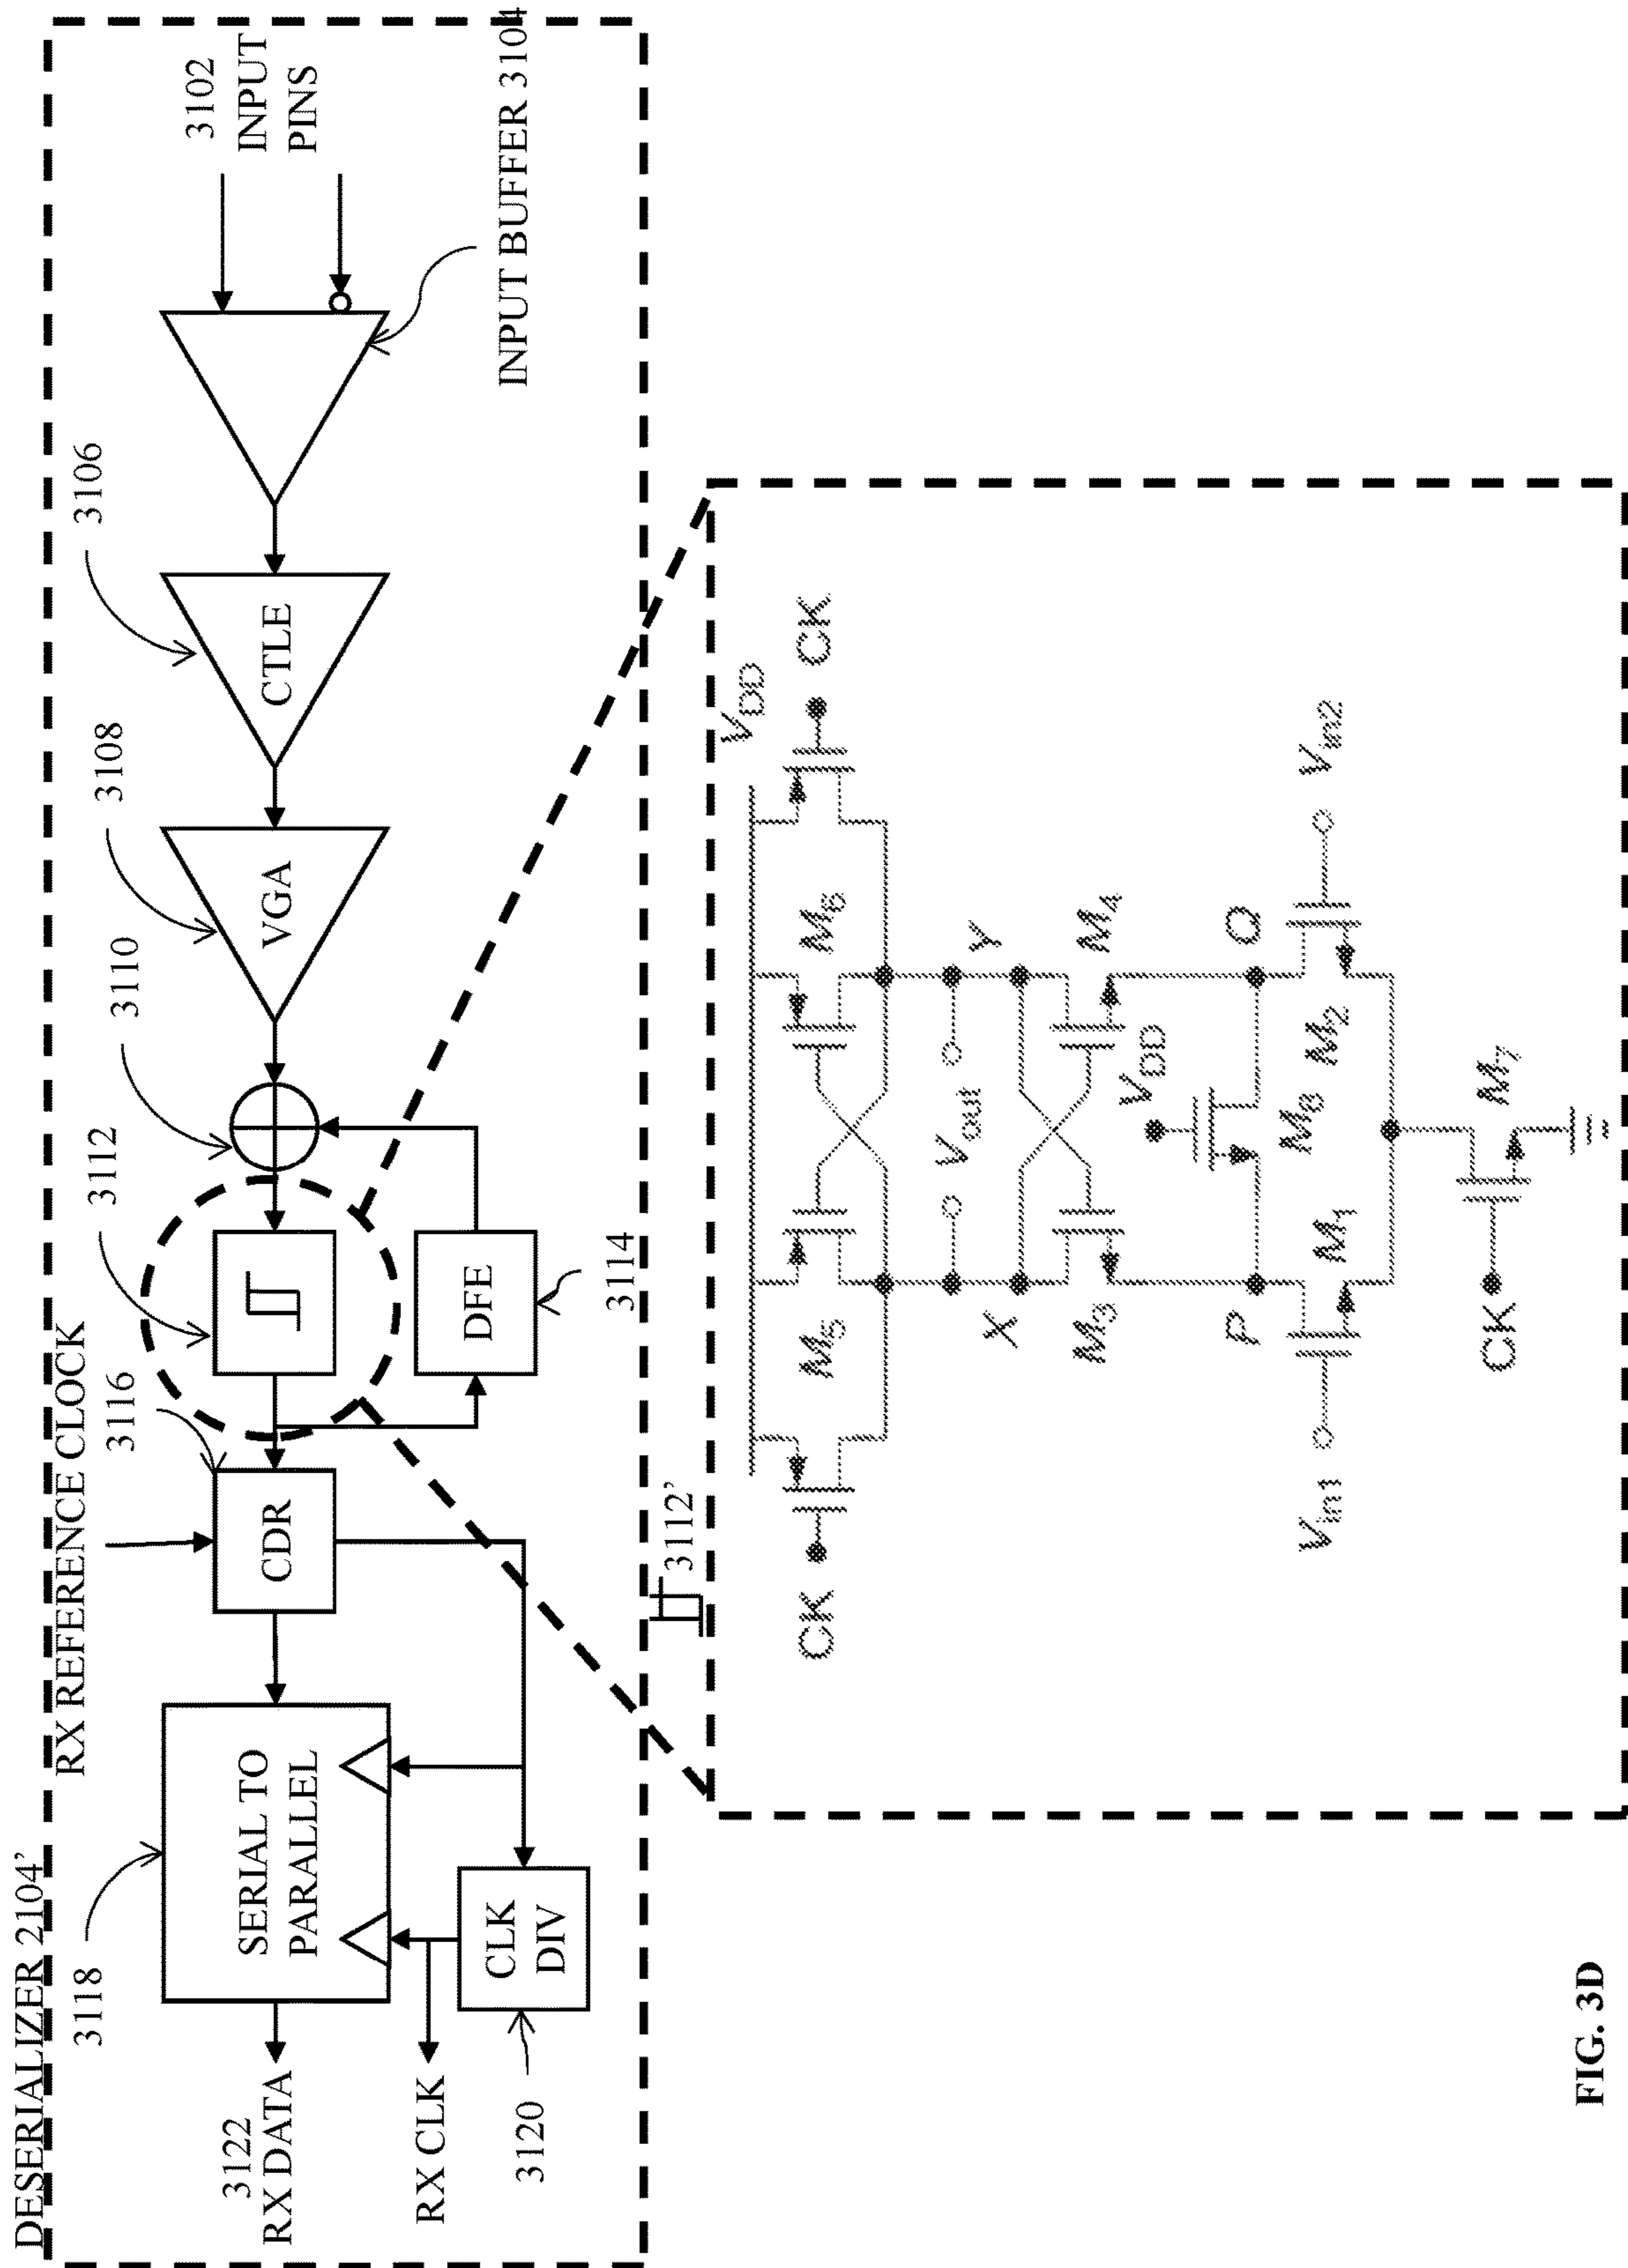 DESERIALIZER 2104'
RX REFERENCE CLOCK
3102
INPUT
PINS
INPUT BUFFER 3104
3106
CTLE
3108
VGA
3110
3112
DFE
3114
3116
CDR
3118
SERIAL TO
PARALLEL
CLK
DIV
3120
3122
RX DATA
RX CLK
3112'
VDD
CK
CK
M5
M6
X
Y
Vout
M3
M4
VDD
P
Q
M8
M1
M2
Vin1
Vin2
CK
M7
FIG. 3D